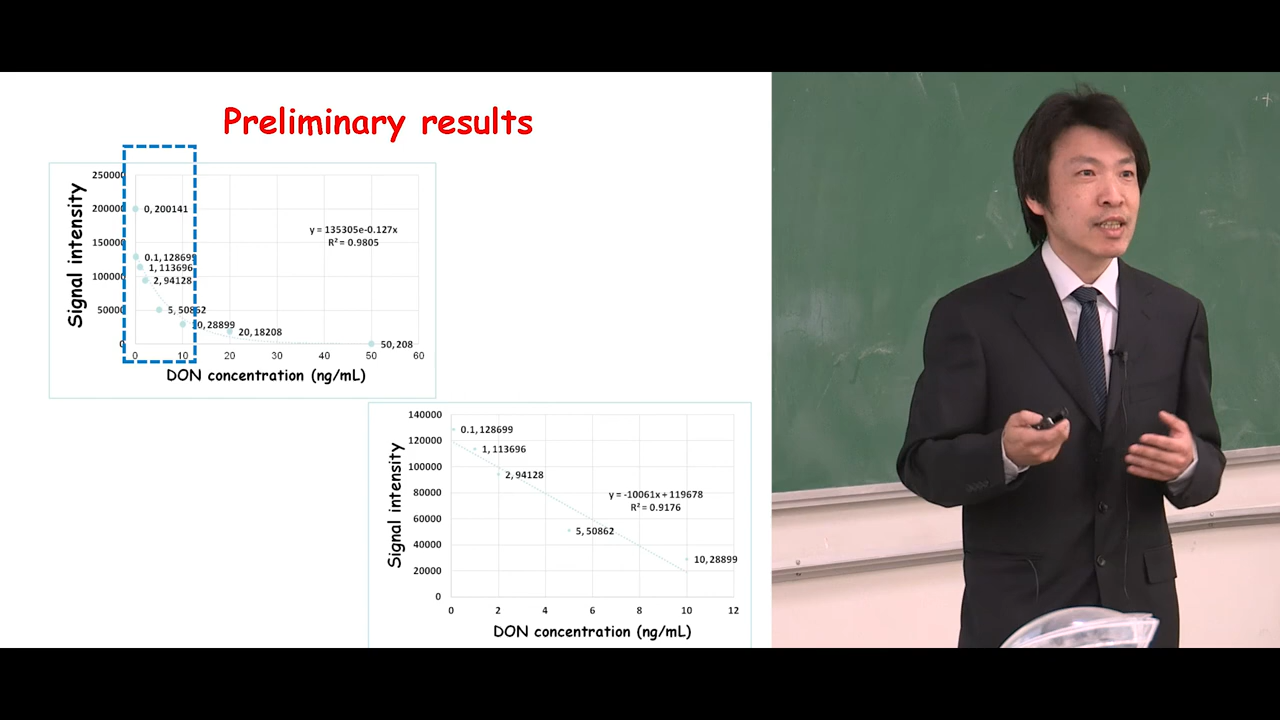 Preliminary results
Signal intensity
250000
200000
150000
100000
50000
0
0, 200141
0.1, 128699
1, 113696
2, 94128
5, 50862
10, 28899
20, 18208
50, 208
y = 135305e-0.127x
R² = 0.9805
0 10 20 30 40 50 60
DON concentration (ng/mL)
Signal intensity
140000
120000
100000
80000
60000
40000
20000
0
0.1, 128699
1, 113696
2, 94128
5, 50862
10, 28899
y = -10061x + 119678
R² = 0.9176
0 2 4 6 8 10 12
DON concentration (ng/mL)